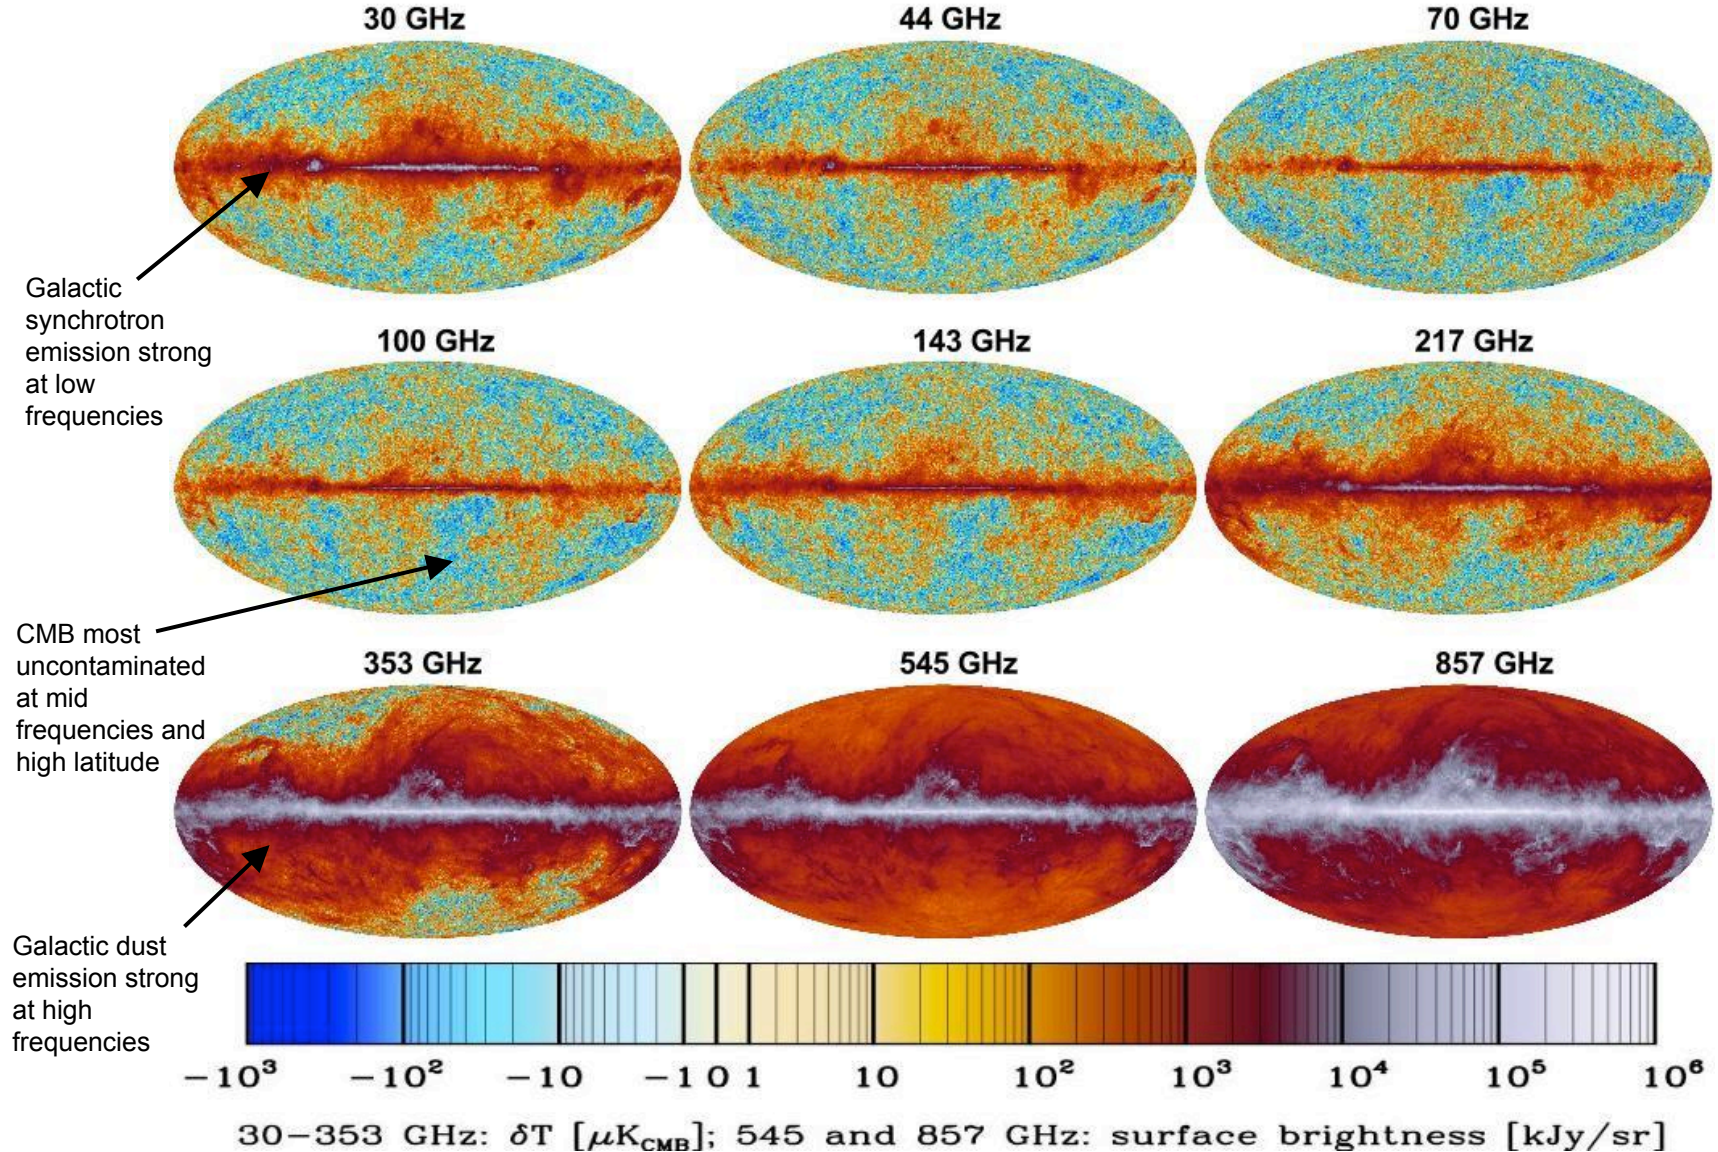 30 GHz
44 GHz
70 GHz
Galactic
synchrotron
emission strong
at low
frequencies
100 GHz
143 GHz
217 GHz
CMB most
uncontaminated
at mid
frequencies and
high latitude
353 GHz
545 GHz
857 GHz
Galactic dust
emission strong
at high
frequencies
−10³ −10² −10 −1 0 1 10 10² 10³ 10⁴ 10⁵ 10⁶
30−353 GHz: δT [μK_CMB]; 545 and 857 GHz: surface brightness [kJy/sr]